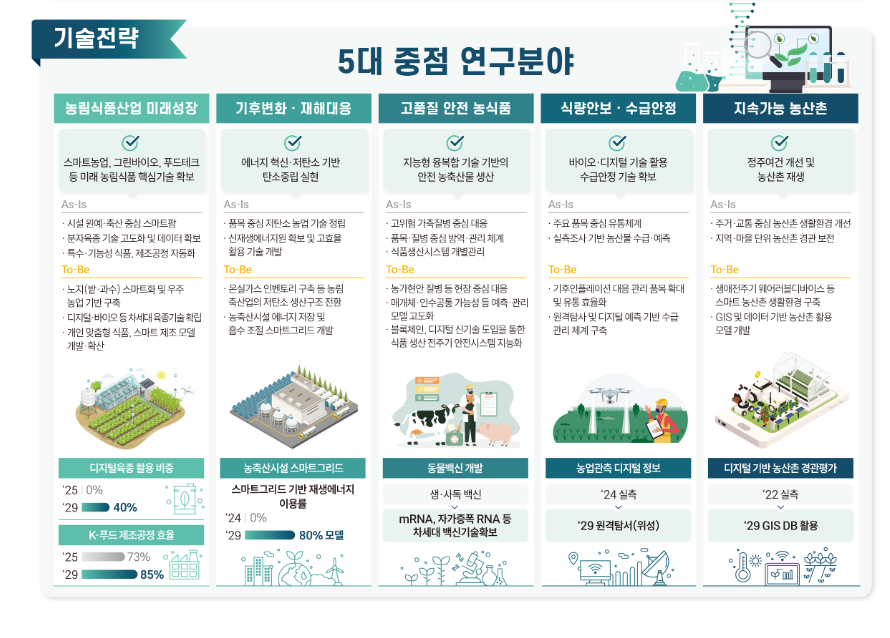 기술전략
5대 중점 연구분야
농림식품산업 미래성장
스마트농업, 그린바이오, 푸드테크
등 미래 농림식품 핵심기술 확보
As-Is
· 시설 원예·축산 중심 스마트팜
· 분자육종 기술 고도화 및 데이터 확보
· 특수·기능성 식품, 제조공정 자동화
To-Be
· 노지(밭·과수) 스마트화 및 우주
농업 기반 구축
· 디지털·바이오 등 차세대 육종기술 확립
· 개인 맞춤형 식품, 스마트 제조 모델
개발·확산
디지털육종 활용 비중
'25 0%
'29 40%
K-푸드 제조공정 효율
'25 73%
'29 85%
기후변화 · 재해대응
에너지 혁신·저탄소 기반
탄소중립 실현
As-Is
· 품목 중심 저탄소 농업 기술 정립
· 신재생에너지원 확보 및 고효율
활용 기술 개발
To-Be
· 온실가스 인벤토리 구축 등 농림
축산업의 저탄소 생산구조 전환
· 농축산시설 에너지 저장 및
흡수 조절 스마트그리드 개발
농축산시설 스마트그리드
스마트그리드 기반 재생에너지
이용률
'24 0%
'29 80% 모델
고품질 안전 농식품
지능형 융복합 기술 기반의
안전 농축산물 생산
As-Is
· 고위험 가축질병 중심 대응
· 품목·질병 중심 방역·관리 체계
· 식품생산시스템 개별관리
To-Be
· 농가현안 질병 등 현장 중심 대응
· 매개체·인수공통 가능성 등 예측·관리
모델 고도화
· 블록체인, 디지털 신기술 도입을 통한
식품 생산 전주기 안전시스템 지능화
동물백신 개발
생·사독 백신
mRNA, 자가증폭 RNA 등
차세대 백신기술확보
식량안보 · 수급안정
바이오·디지털 기술 활용
수급안정 기술 확보
As-Is
· 주요 품목 중심 유통체계
· 실측조사 기반 농산물 수급·예측
To-Be
· 기후인플레이션 대응 관리 품목 확대
및 유통 효율화
· 원격탐사 및 디지털 예측 기반 수급
관리 체계 구축
농업관측 디지털 정보
'24 실측
'29 원격탐서(위성)
지속가능 농산촌
정주여건 개선 및
농산촌 재생
As-Is
· 주거·교통 중심 농산촌 생활환경 개선
· 지역·마을 단위 농산촌 경관 보전
To-Be
· 생애전주기 웨어러블디바이스 등
스마트 농산촌 생활환경 구축
· GIS 및 데이터 기반 농산촌 활용
모델 개발
디지털 기반 농산촌 경관평가
'22 실측
'29 GIS DB 활용